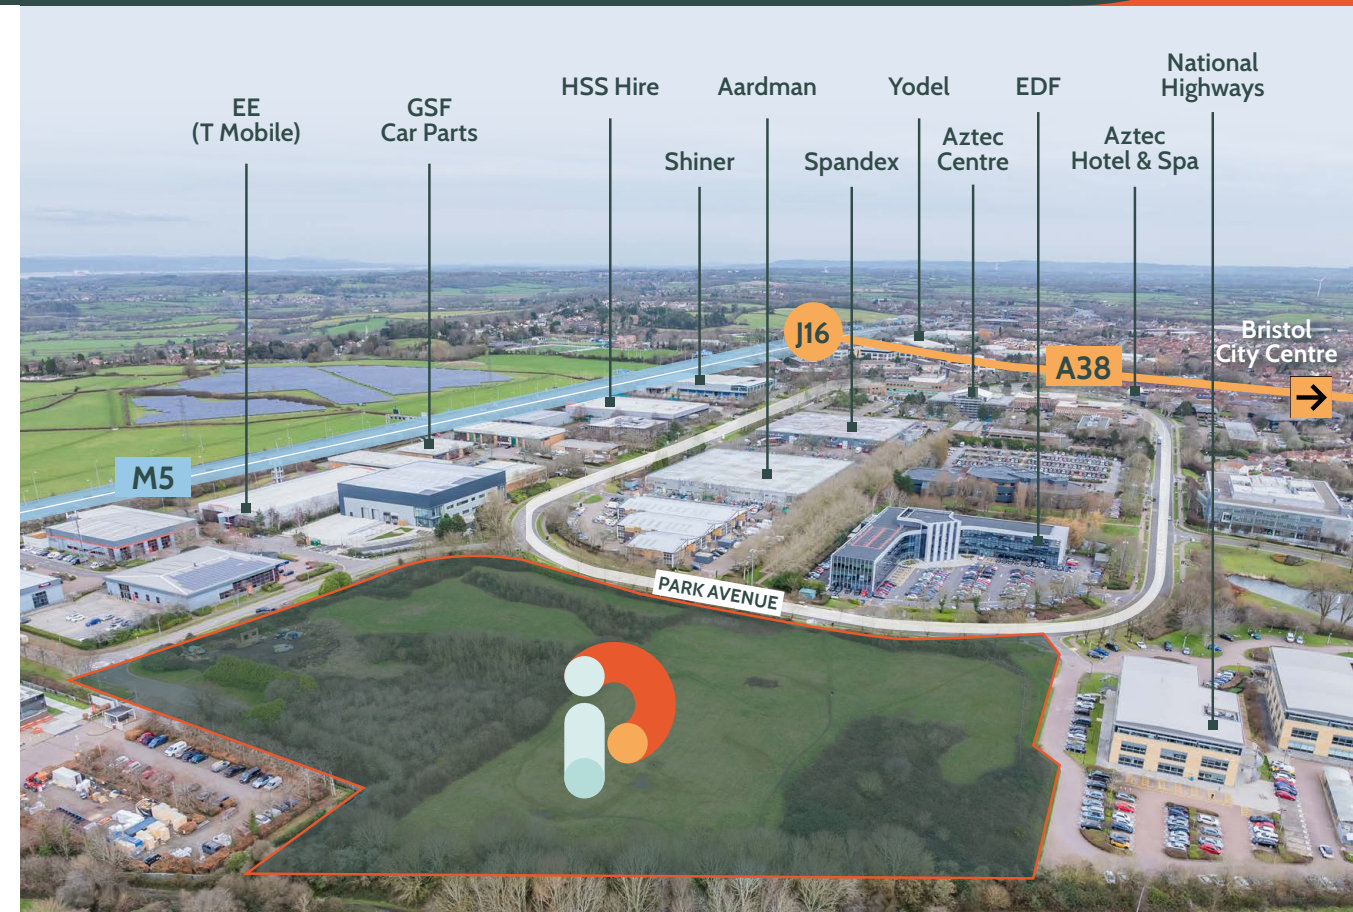 National
Highways
HSS Hire
Aardman
Yodel
EDF
EE
(T Mobile)
GSF
Car Parts
Aztec
Centre
Aztec
Hotel & Spa
Shiner
Spandex
J16
Bristol
City Centre
A38
M5
PARK AVENUE